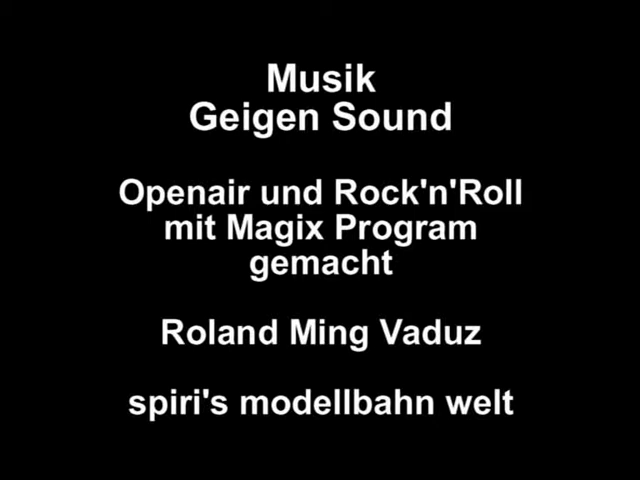 Musik
Geigen Sound
Openair und Rock'n'Roll
mit Magix Program
gemacht
Roland Ming Vaduz
spiri's modellbahn welt